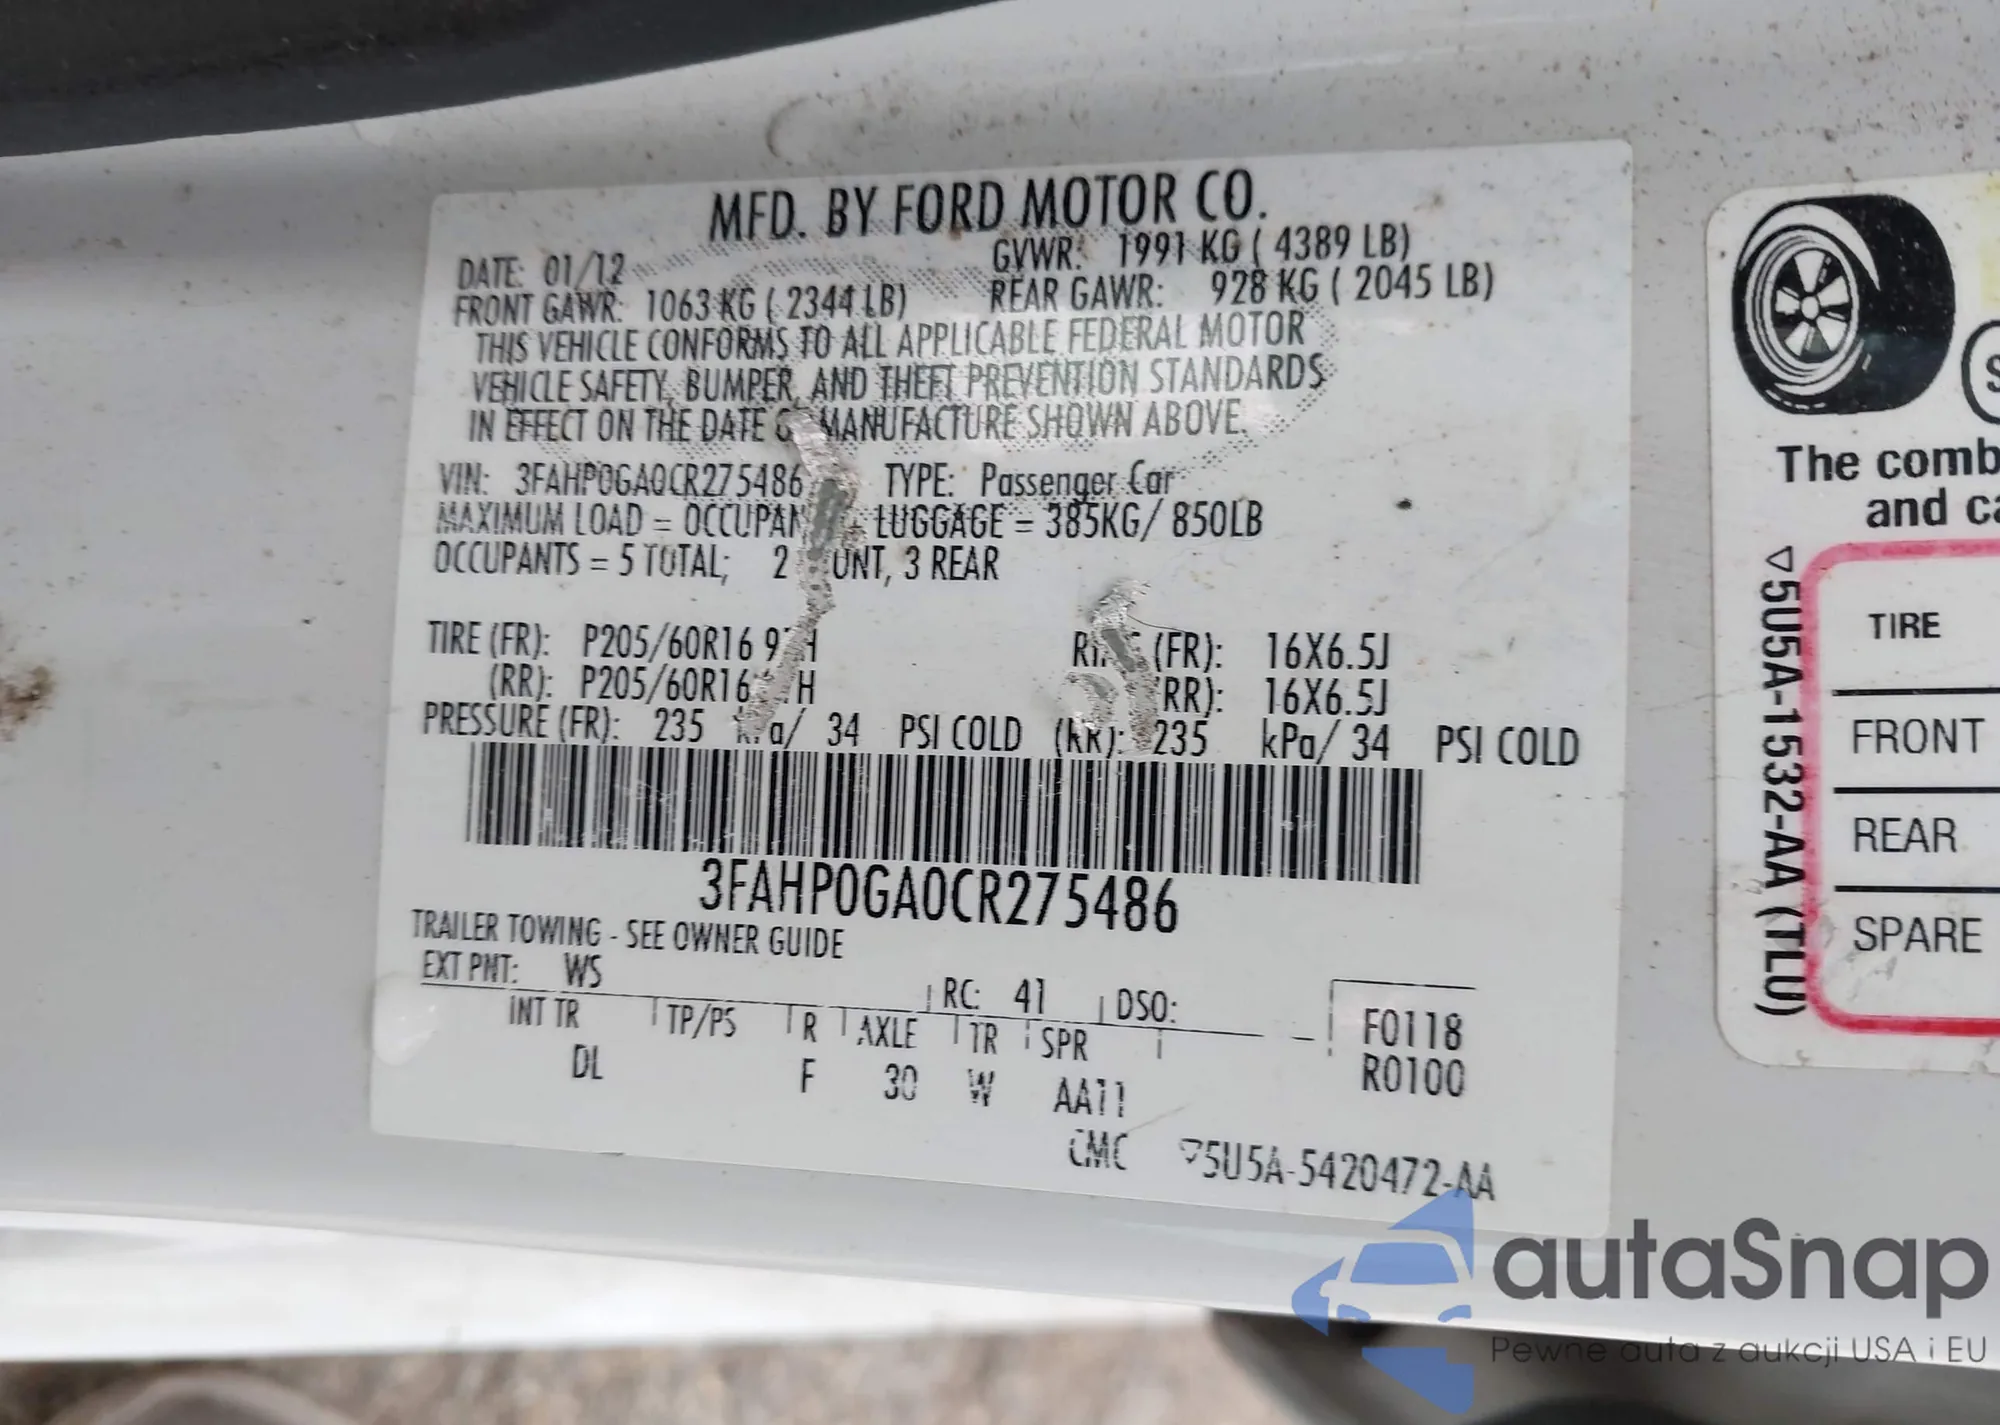 MFD. BY FORD MOTOR CO.
DATE: 01/12 GVWR: 1991 KG ( 4389 LB)
FRONT GAWR: 1063 KG ( 2344 LB) REAR GAWR: 928 KG ( 2045 LB)
THIS VEHICLE CONFORMS TO ALL APPLICABLE FEDERAL MOTOR
VEHICLE SAFETY, BUMPER, AND THEFT PREVENTION STANDARDS
IN EFFECT ON THE DATE MANUFACTURE SHOWN ABOVE.
VIN: 3FAHP0GA0CR275486 TYPE: Passenger Car
MAXIMUM LOAD = LUGGAGE = 385KG/ 850LB
OCCUPANTS = 5 TOTAL; 2 3 REAR
TIRE (FR): P205/60R16 (FR): 16X6.5J
(RR): P205/60R16 (RR): 16X6.5J
PRESSURE (FR): 235 kPa/ 34 PSI COLD (RR): 235 kPa/ 34 PSI COLD
3FAHP0GA0CR275486
TRAILER TOWING - SEE OWNER GUIDE
EXT PNT: WS RC: 41 DSO:
INT TR TP/PS R AXLE TR SPR F0118
DL F 30 W AA11 R0100
CMC ▽5U5A-5420472-AA
The comb
and ca
▽5U5A-1532-AA (TLU)
TIRE
FRONT
REAR
SPARE
autaSnap
Pewne auta z aukcji USA i EU